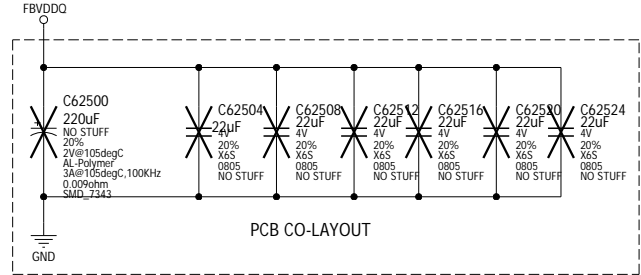 FBVDDQ
C62500
220uF
NO STUFF
20%
2V@105degC
AL-Polymer
3A@105degC,100KHz
0.009ohm
SMD_7343
C62504
22uF
4V
20%
X6S
0805
NO STUFF
C62508
22uF
4V
20%
X6S
0805
NO STUFF
C62512
22uF
4V
20%
X6S
0805
NO STUFF
C62516
22uF
4V
20%
X6S
0805
NO STUFF
C62520
22uF
4V
20%
X6S
0805
NO STUFF
C62524
22uF
4V
20%
X6S
0805
NO STUFF
PCB CO-LAYOUT
GND